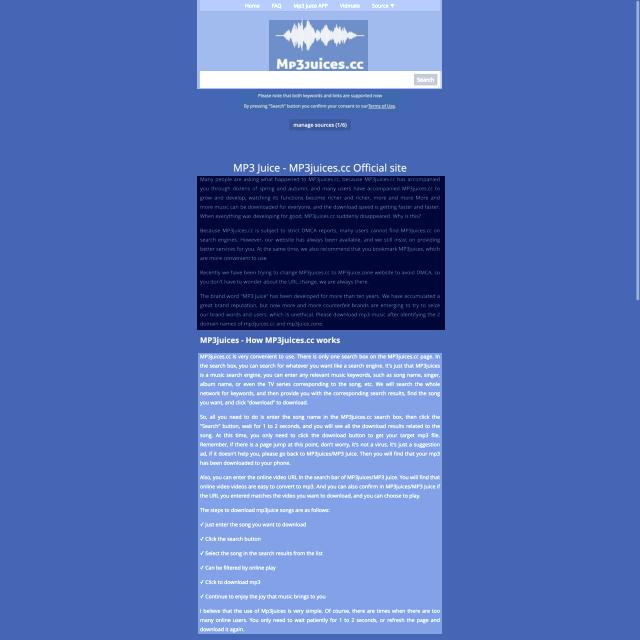 Home FAQ Mp3 Juice APP Vidmate Source
Mp3juices.cc
Search
Please note that both keywords and links are supported now
By pressing "Search" button you confirm your consent to our Terms of Use.
manage sources (1/6)
MP3 Juice - MP3juices.cc Official site
Many people are asking what happened to MP3juices.cc, because MP3juices.cc has accompanied
you through dozens of spring and autumn, and many users have accompanied MP3juices.cc to
grow and develop, watching its functions become richer and richer, more and more Mere and
more music can be downloaded for everyone, and the download speed is getting faster and faster.
When everything was developing for good, MP3juices.cc suddenly disappeared. Why is this?
Because MP3juices.cc is subject to strict DMCA reports, many users cannot find MP3juices.cc on
search engines. However, our website has always been available, and we still insist on providing
better services for you. At the same time, we also recommend that you bookmark MP3Juices, which
are more convenient to use.
Recently we have been trying to change MP3juices.cc to MP3juice.zone website to avoid DMCA, so
you don't have to wonder about the URL change, we are always there.
The brand word "MP3 Juice" has been developed for more than ten years. We have accumulated a
great brand reputation, but now more and more counterfeit brands are emerging to try to seize
our brand words and users, which is unethical. Please download mp3 music after identifying the 2
domain names of mp3juices.cc and mp3juice.zone.
MP3juices - How MP3juices.cc works
MP3juices.cc is very convenient to use. There is only one search box on the MP3juices.cc page. In
the search box, you can search for whatever you want like a search engine. It's just that MP3Juices
is a music search engine, you can enter any relevant music keywords, such as song name, singer,
album name, or even the TV series corresponding to the song, etc. We will search the whole
network for keywords, and then provide you with the corresponding search results, find the song
you want, and click "download" to download.
So, all you need to do is enter the song name in the MP3juices.cc search box, then click the
"Search" button, wait for 1 to 2 seconds, and you will see all the download results related to the
song. At this time, you only need to click the download button to get your target mp3 file.
Remember, if there is a page jump at this point, don't worry, it's not a virus, it's just a suggestion
ad, if it doesn't help you, please go back to MP3Juices/MP3 Juice. Then you will find that your mp3
has been downloaded to your phone.
Also, you can enter the online video URL in the search bar of MP3Juices/MP3 Juice. You will find that
online video videos are easy to convert to mp3. And you can also confirm in MP3Juices/MP3 Juice if
the URL you entered matches the video you want to download, and you can choose to play.
The steps to download mp3juice songs are as follows:
✓ Just enter the song you want to download
✓ Click the search button
✓ Select the song in the search results from the list
✓ Can be filtered by online play
✓ Click to download mp3
✓ Continue to enjoy the joy that music brings to you
I believe that the use of Mp3juices is very simple. Of course, there are times when there are too
many online users. You only need to wait patiently for 1 to 2 seconds, or refresh the page and
download it again.